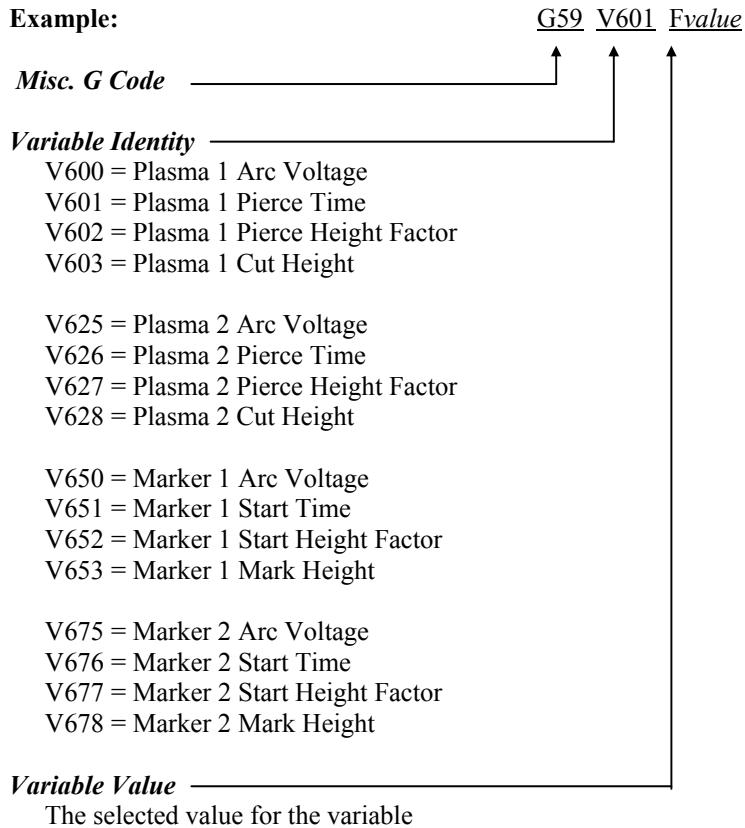 Example: G59 V601 Fvalue
Misc. G Code
Variable Identity
V600 = Plasma 1 Arc Voltage
V601 = Plasma 1 Pierce Time
V602 = Plasma 1 Pierce Height Factor
V603 = Plasma 1 Cut Height
V625 = Plasma 2 Arc Voltage
V626 = Plasma 2 Pierce Time
V627 = Plasma 2 Pierce Height Factor
V628 = Plasma 2 Cut Height
V650 = Marker 1 Arc Voltage
V651 = Marker 1 Start Time
V652 = Marker 1 Start Height Factor
V653 = Marker 1 Mark Height
V675 = Marker 2 Arc Voltage
V676 = Marker 2 Start Time
V677 = Marker 2 Start Height Factor
V678 = Marker 2 Mark Height
Variable Value
The selected value for the variable